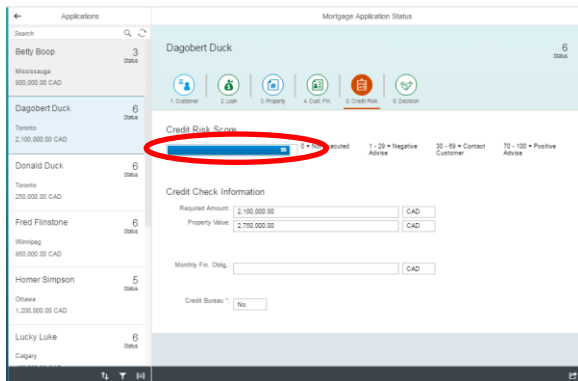 Applications
Mortgage Application Status
Search
Betty Boop 3
Status
Mississauga
800,000.00 CAD
Dagobert Duck 6
Status
Toronto
2,100,000.00 CAD
Donald Duck 6
Status
Toronto
250,000.00 CAD
Fred Flinstone 6
Status
Winnipeg
950,000.00 CAD
Homer Simpson 5
Status
Ottawa
1,200,000.00 CAD
Lucky Luke 6
Status
Calgary
Dagobert Duck 6
Status
1. Customer 2. Loan 3. Property 4. Cust. Fin. 5. Credit Risk 6. Decision
Credit Risk Score
0 = 1 - 29 = Negative Advise 30 - 69 = Contact Customer 70 - 100 = Positive Advise
Credit Check Information
Required Amount: 2,100,000.00 CAD
Property Value: 2,750,000.00 CAD
Monthly Fin. Oblig.: CAD
Credit Bureau *: No